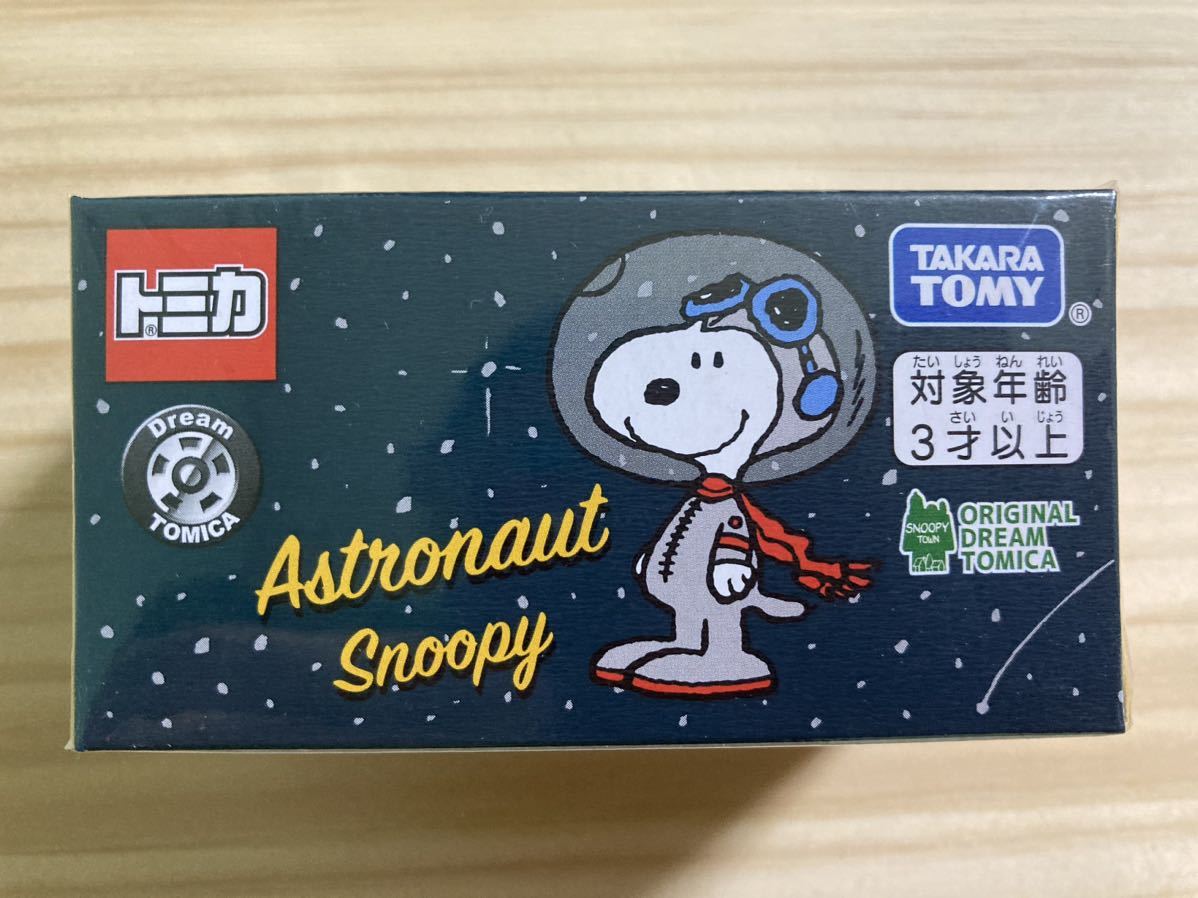 トミカ®
Dream
TOMICA
Astronaut
Snoopy
TAKARA
TOMY®
たいしょうねんれい
対象年齢
さいいじょう
3才以上
SNOOPY
TOWN
ORIGINAL
DREAM
TOMICA